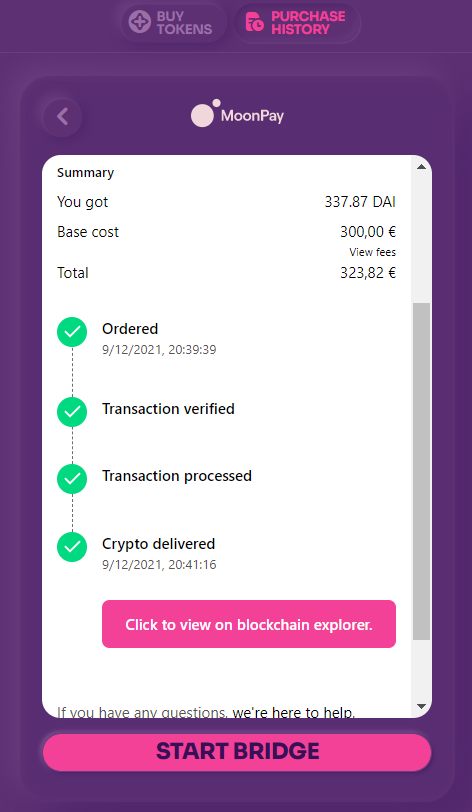 BUY
TOKENS
PURCHASE
HISTORY
MoonPay
Summary
You got 337.87 DAI
Base cost 300,00 €
View fees
Total 323,82 €
Ordered
9/12/2021, 20:39:39
Transaction verified
Transaction processed
Crypto delivered
9/12/2021, 20:41:16
Click to view on blockchain explorer.
If you have any questions, we're here to help.
START BRIDGE